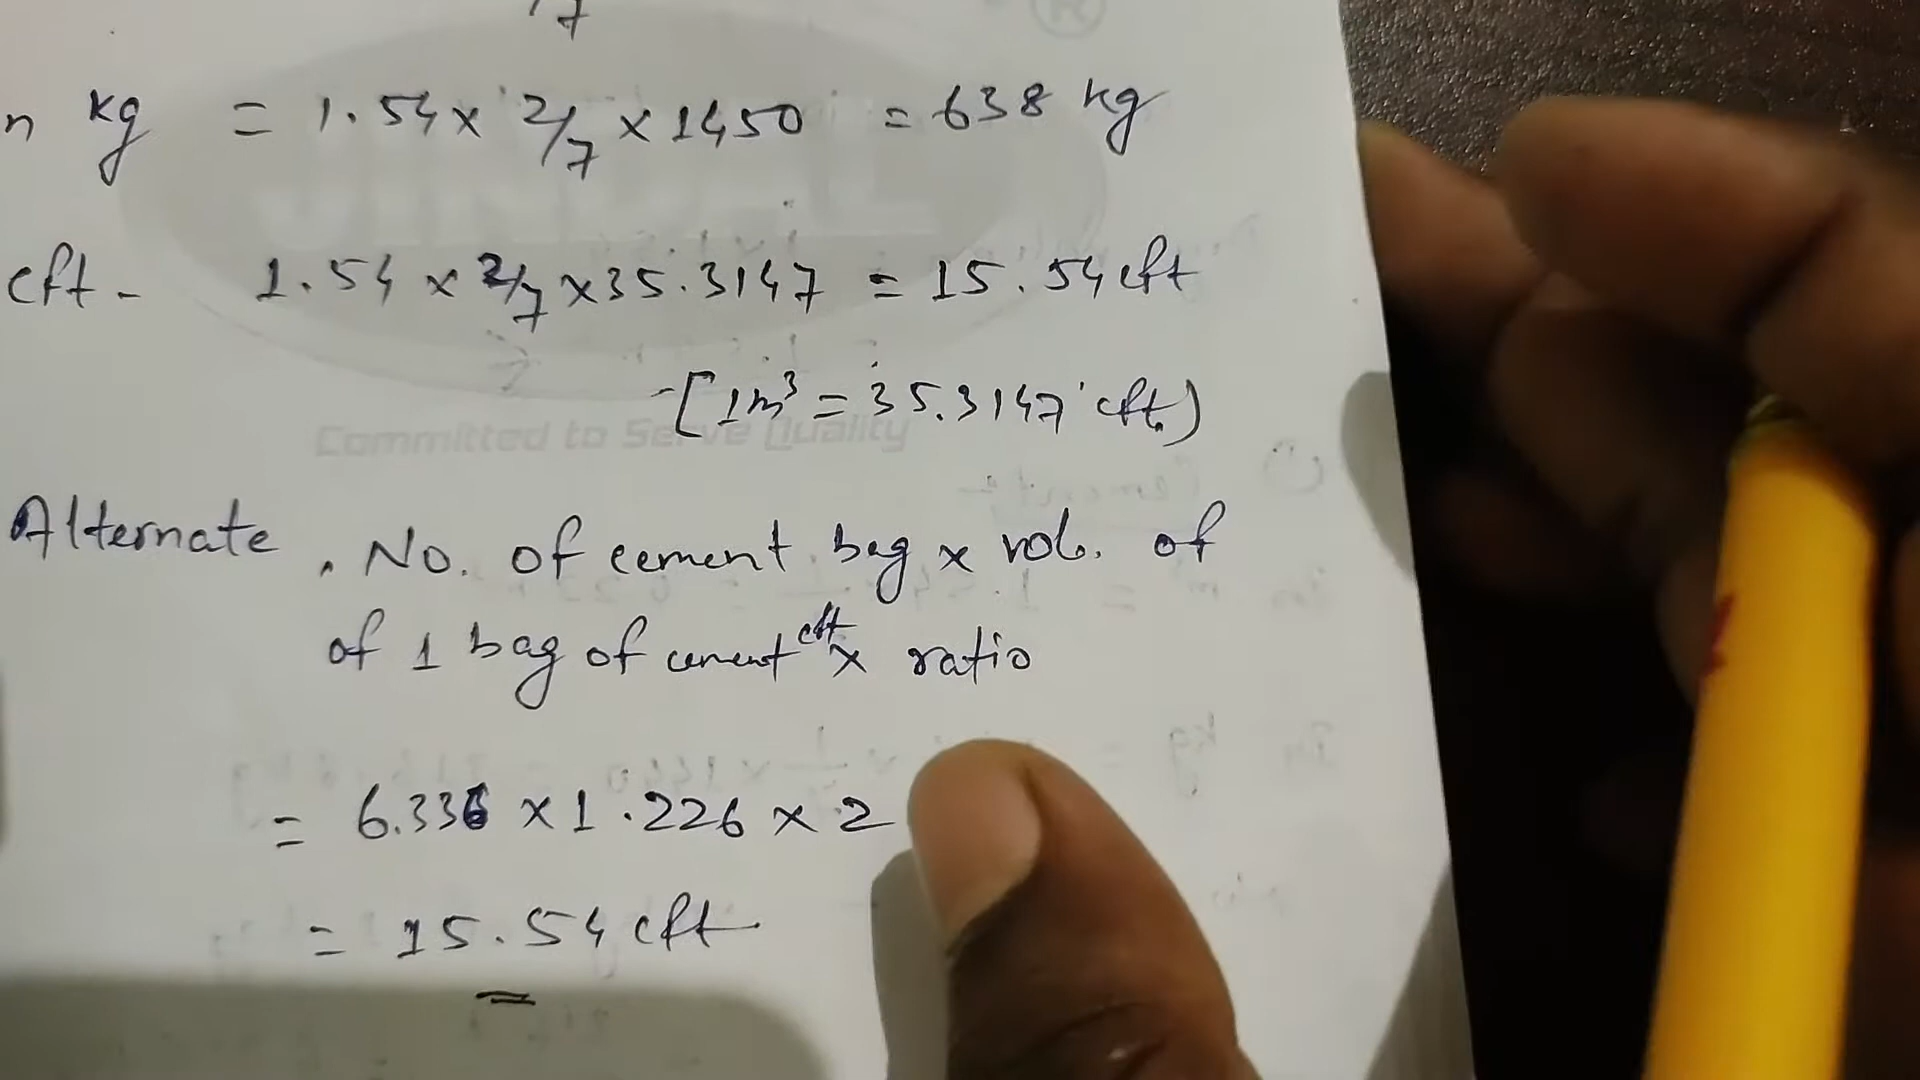 7
n kg = 1.54 x 2/7 x 1450 = 638 kg
JINDAL
cft - 1.54 x 2/7 x 35.3147 = 15.54 cft
[1m³ = 35.3147 cft.)
Committed to Serve Quality
Alternate . No. of cement bag x vol. of
of 1 bag of cement cft x ratio
= 6.336 x 1.226 x 2
= 15.54 cft